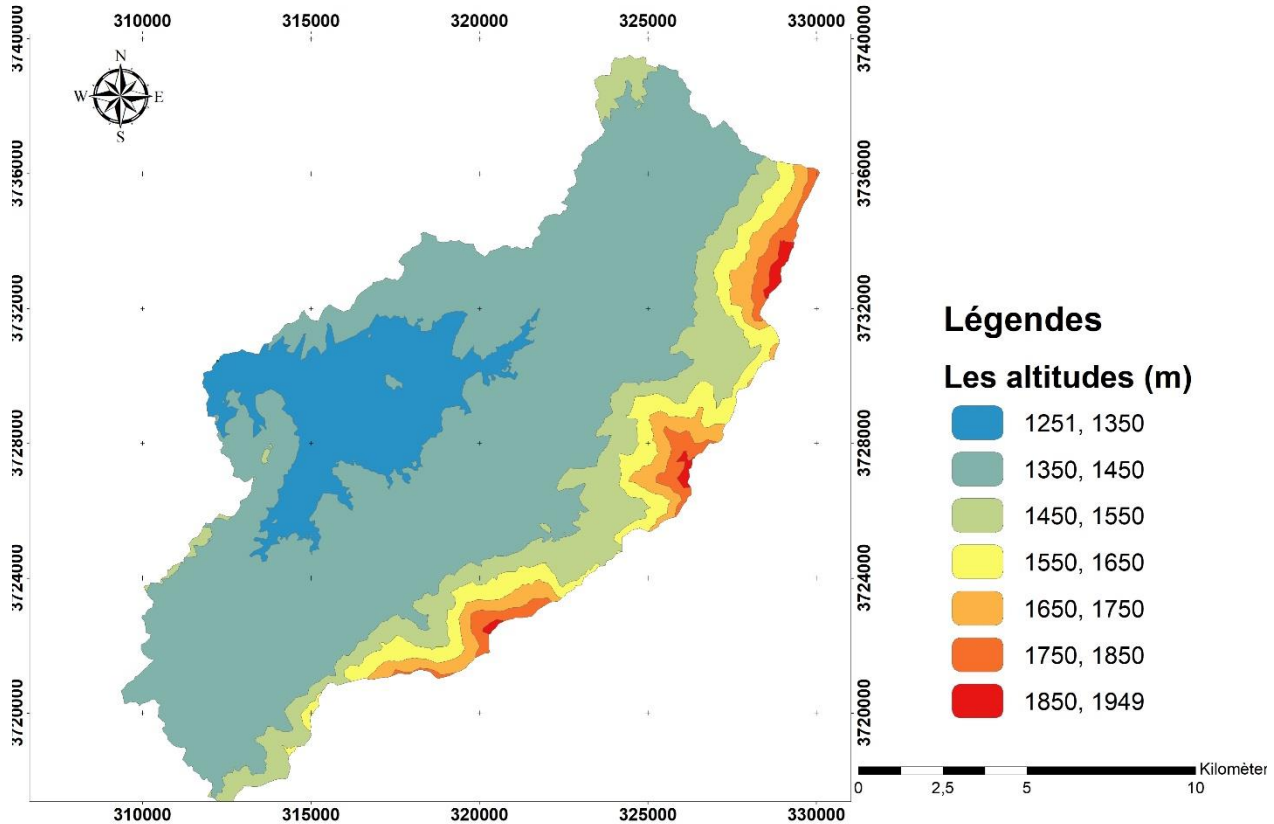 310000 315000 320000 325000 330000
3740000 3740000
N
W E
S
3736000 3736000
3732000 3732000
Légendes
Les altitudes (m)
1251, 1350
3728000 3728000
1350, 1450
1450, 1550
1550, 1650
3724000 3724000
1650, 1750
1750, 1850
1850, 1949
3720000 3720000
Kilomèter
0 2,5 5 10
310000 315000 320000 325000 330000